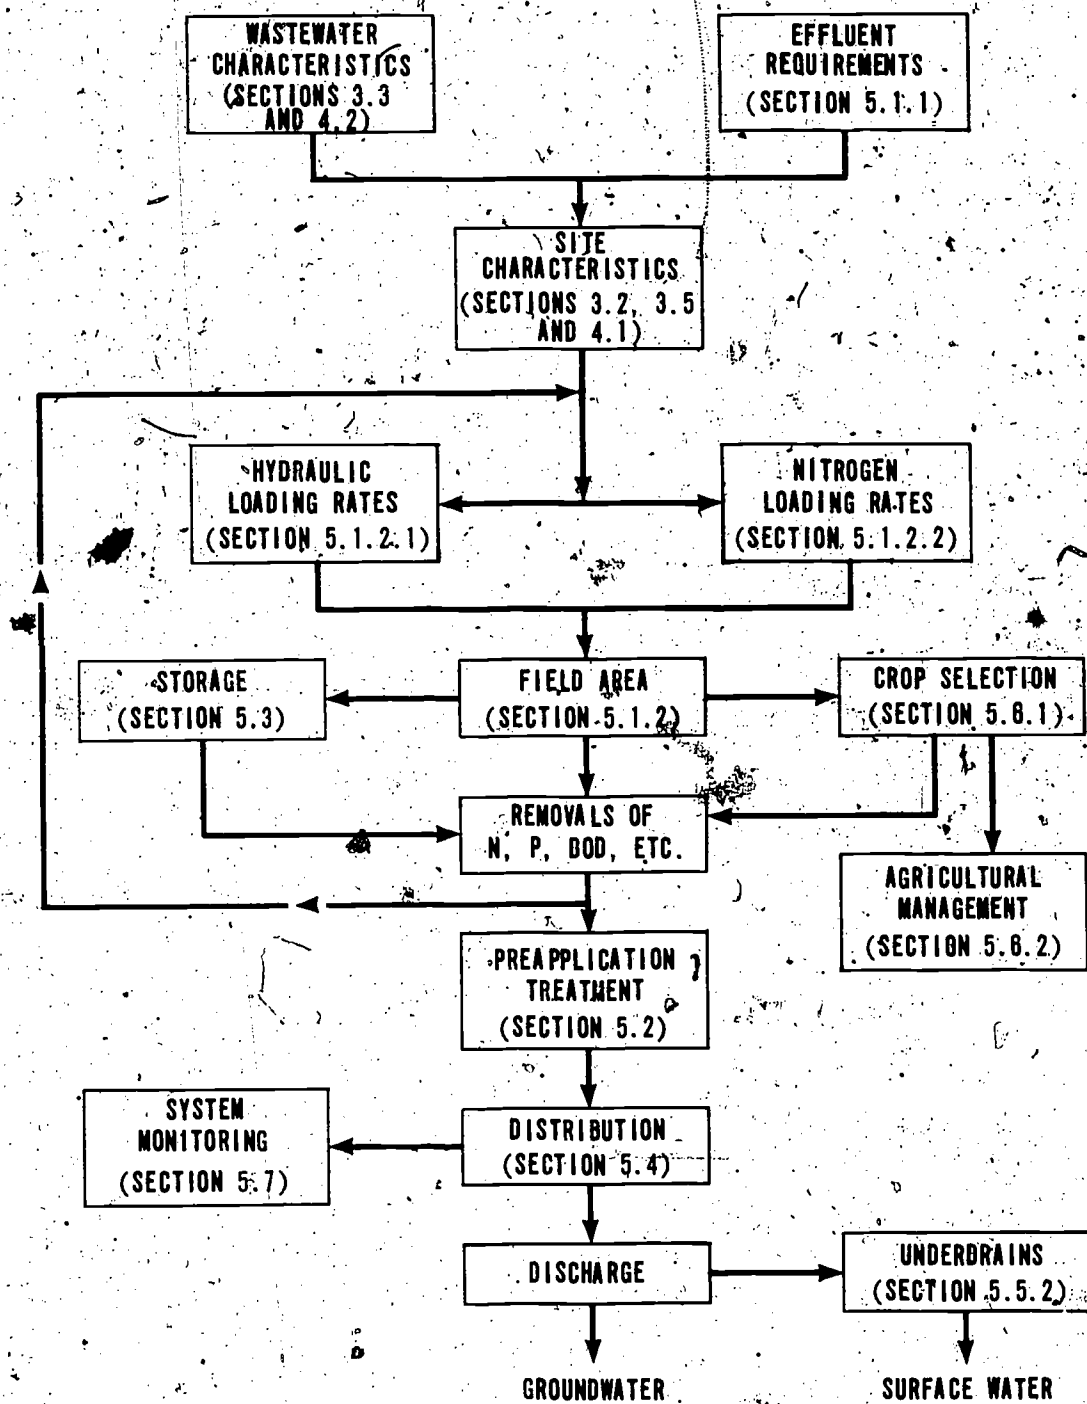 WASTEWATER
CHARACTERISTICS
(SECTIONS 3.3
AND 4.2)
EFFLUENT
REQUIREMENTS
(SECTION 5.1.1)
SITE
CHARACTERISTICS
(SECTIONS 3.2, 3.5
AND 4.1)
HYDRAULIC
LOADING RATES
(SECTION 5.1.2.1)
NITROGEN
LOADING RATES
(SECTION 5.1.2.2)
STORAGE
(SECTION 5.3)
FIELD AREA
(SECTION 5.1.2)
CROP SELECTION
(SECTION 5.6.1)
REMOVALS OF
N, P, BOD, ETC.
AGRICULTURAL
MANAGEMENT
(SECTION 5.6.2)
PREAPPLICATION
TREATMENT
(SECTION 5.2)
SYSTEM
MONITORING
(SECTION 5.7)
DISTRIBUTION
(SECTION 5.4)
DISCHARGE
UNDERDRAINS
(SECTION 5.5.2)
GROUNDWATER
SURFACE WATER